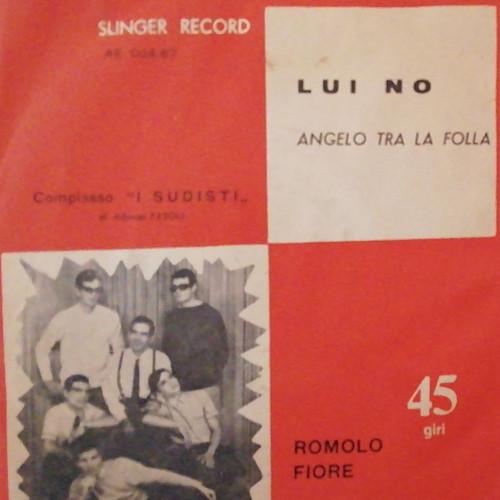 SLINGER RECORD
LUI NO
ANGELO TRA LA FOLLA
Complesso "I SUDISTI„
45
giri
ROMOLO
FIORE